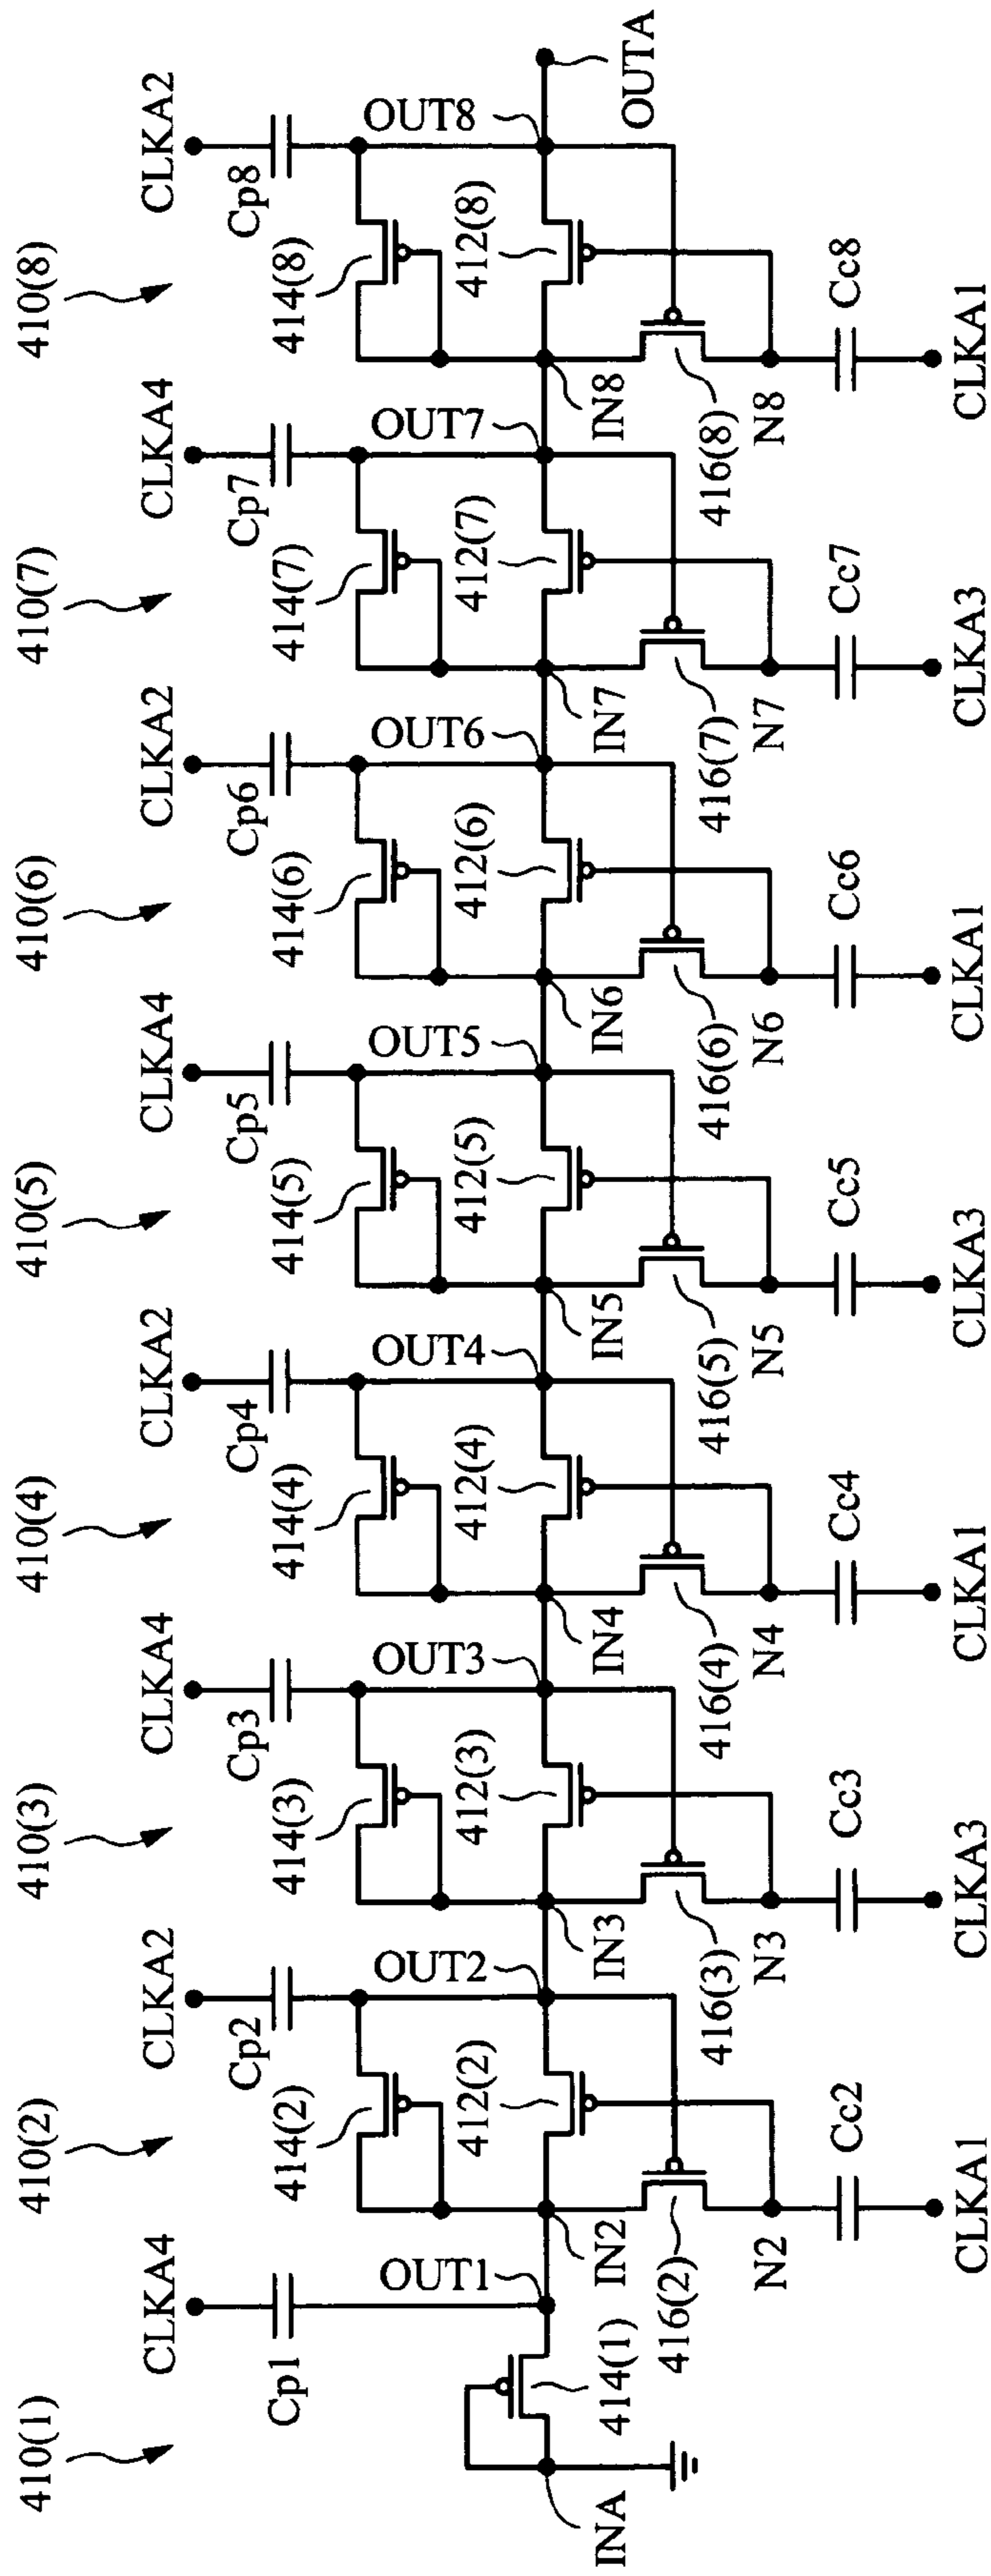 410(1)
410(2)
410(3)
410(4)
410(5)
410(6)
410(7)
410(8)
CLKA4
CLKA2
CLKA4
CLKA2
CLKA4
CLKA2
CLKA4
CLKA2
Cp1
Cp2
Cp3
Cp4
Cp5
Cp6
Cp7
Cp8
414(2)
414(3)
414(4)
414(5)
414(6)
414(7)
414(8)
OUT1
OUT2
OUT3
OUT4
OUT5
OUT6
OUT7
OUT8
412(2)
412(3)
412(4)
412(5)
412(6)
412(7)
412(8)
INA
414(1)
IN2
IN3
IN4
IN5
IN6
IN7
IN8
OUTA
416(2)
416(3)
416(4)
416(5)
416(6)
416(7)
416(8)
N2
N3
N4
N5
N6
N7
N8
Cc2
Cc3
Cc4
Cc5
Cc6
Cc7
Cc8
CLKA1
CLKA3
CLKA1
CLKA3
CLKA1
CLKA3
CLKA1